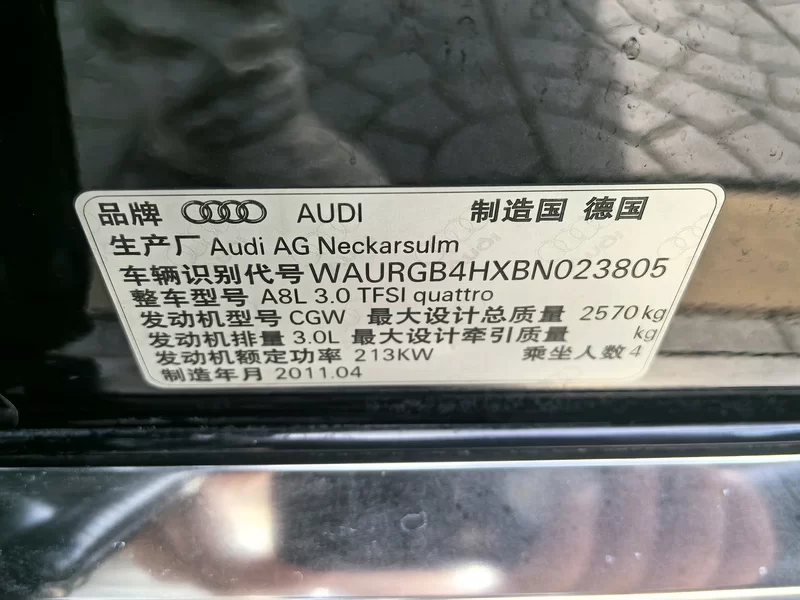 品牌 AUDI 制造国 德国
生产厂 Audi AG Neckarsulm
车辆识别代号 WAURGB4HXBN023805
整车型号 A8L 3.0 TFSI quattro
发动机型号 CGW 最大设计总质量 2570 kg
发动机排量 3.0L 最大设计牵引质量 kg
发动机额定功率 213KW 乘坐人数 4
制造年月 2011.04